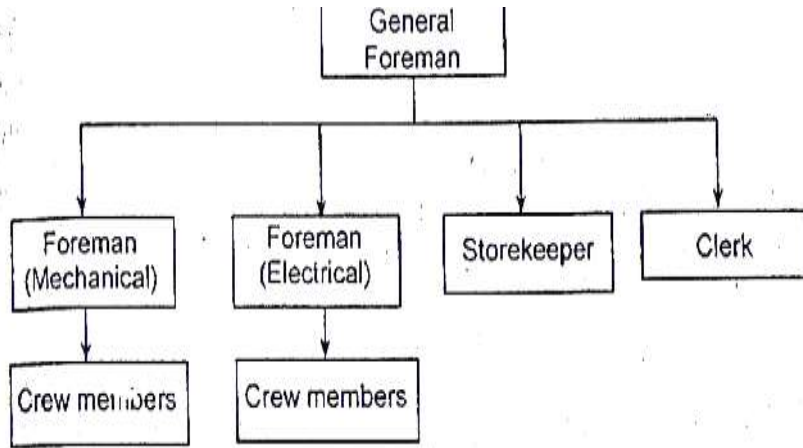 General
Foreman
Foreman
(Mechanical)
Foreman
(Electrical)
Storekeeper
Clerk
Crew members
Crew members